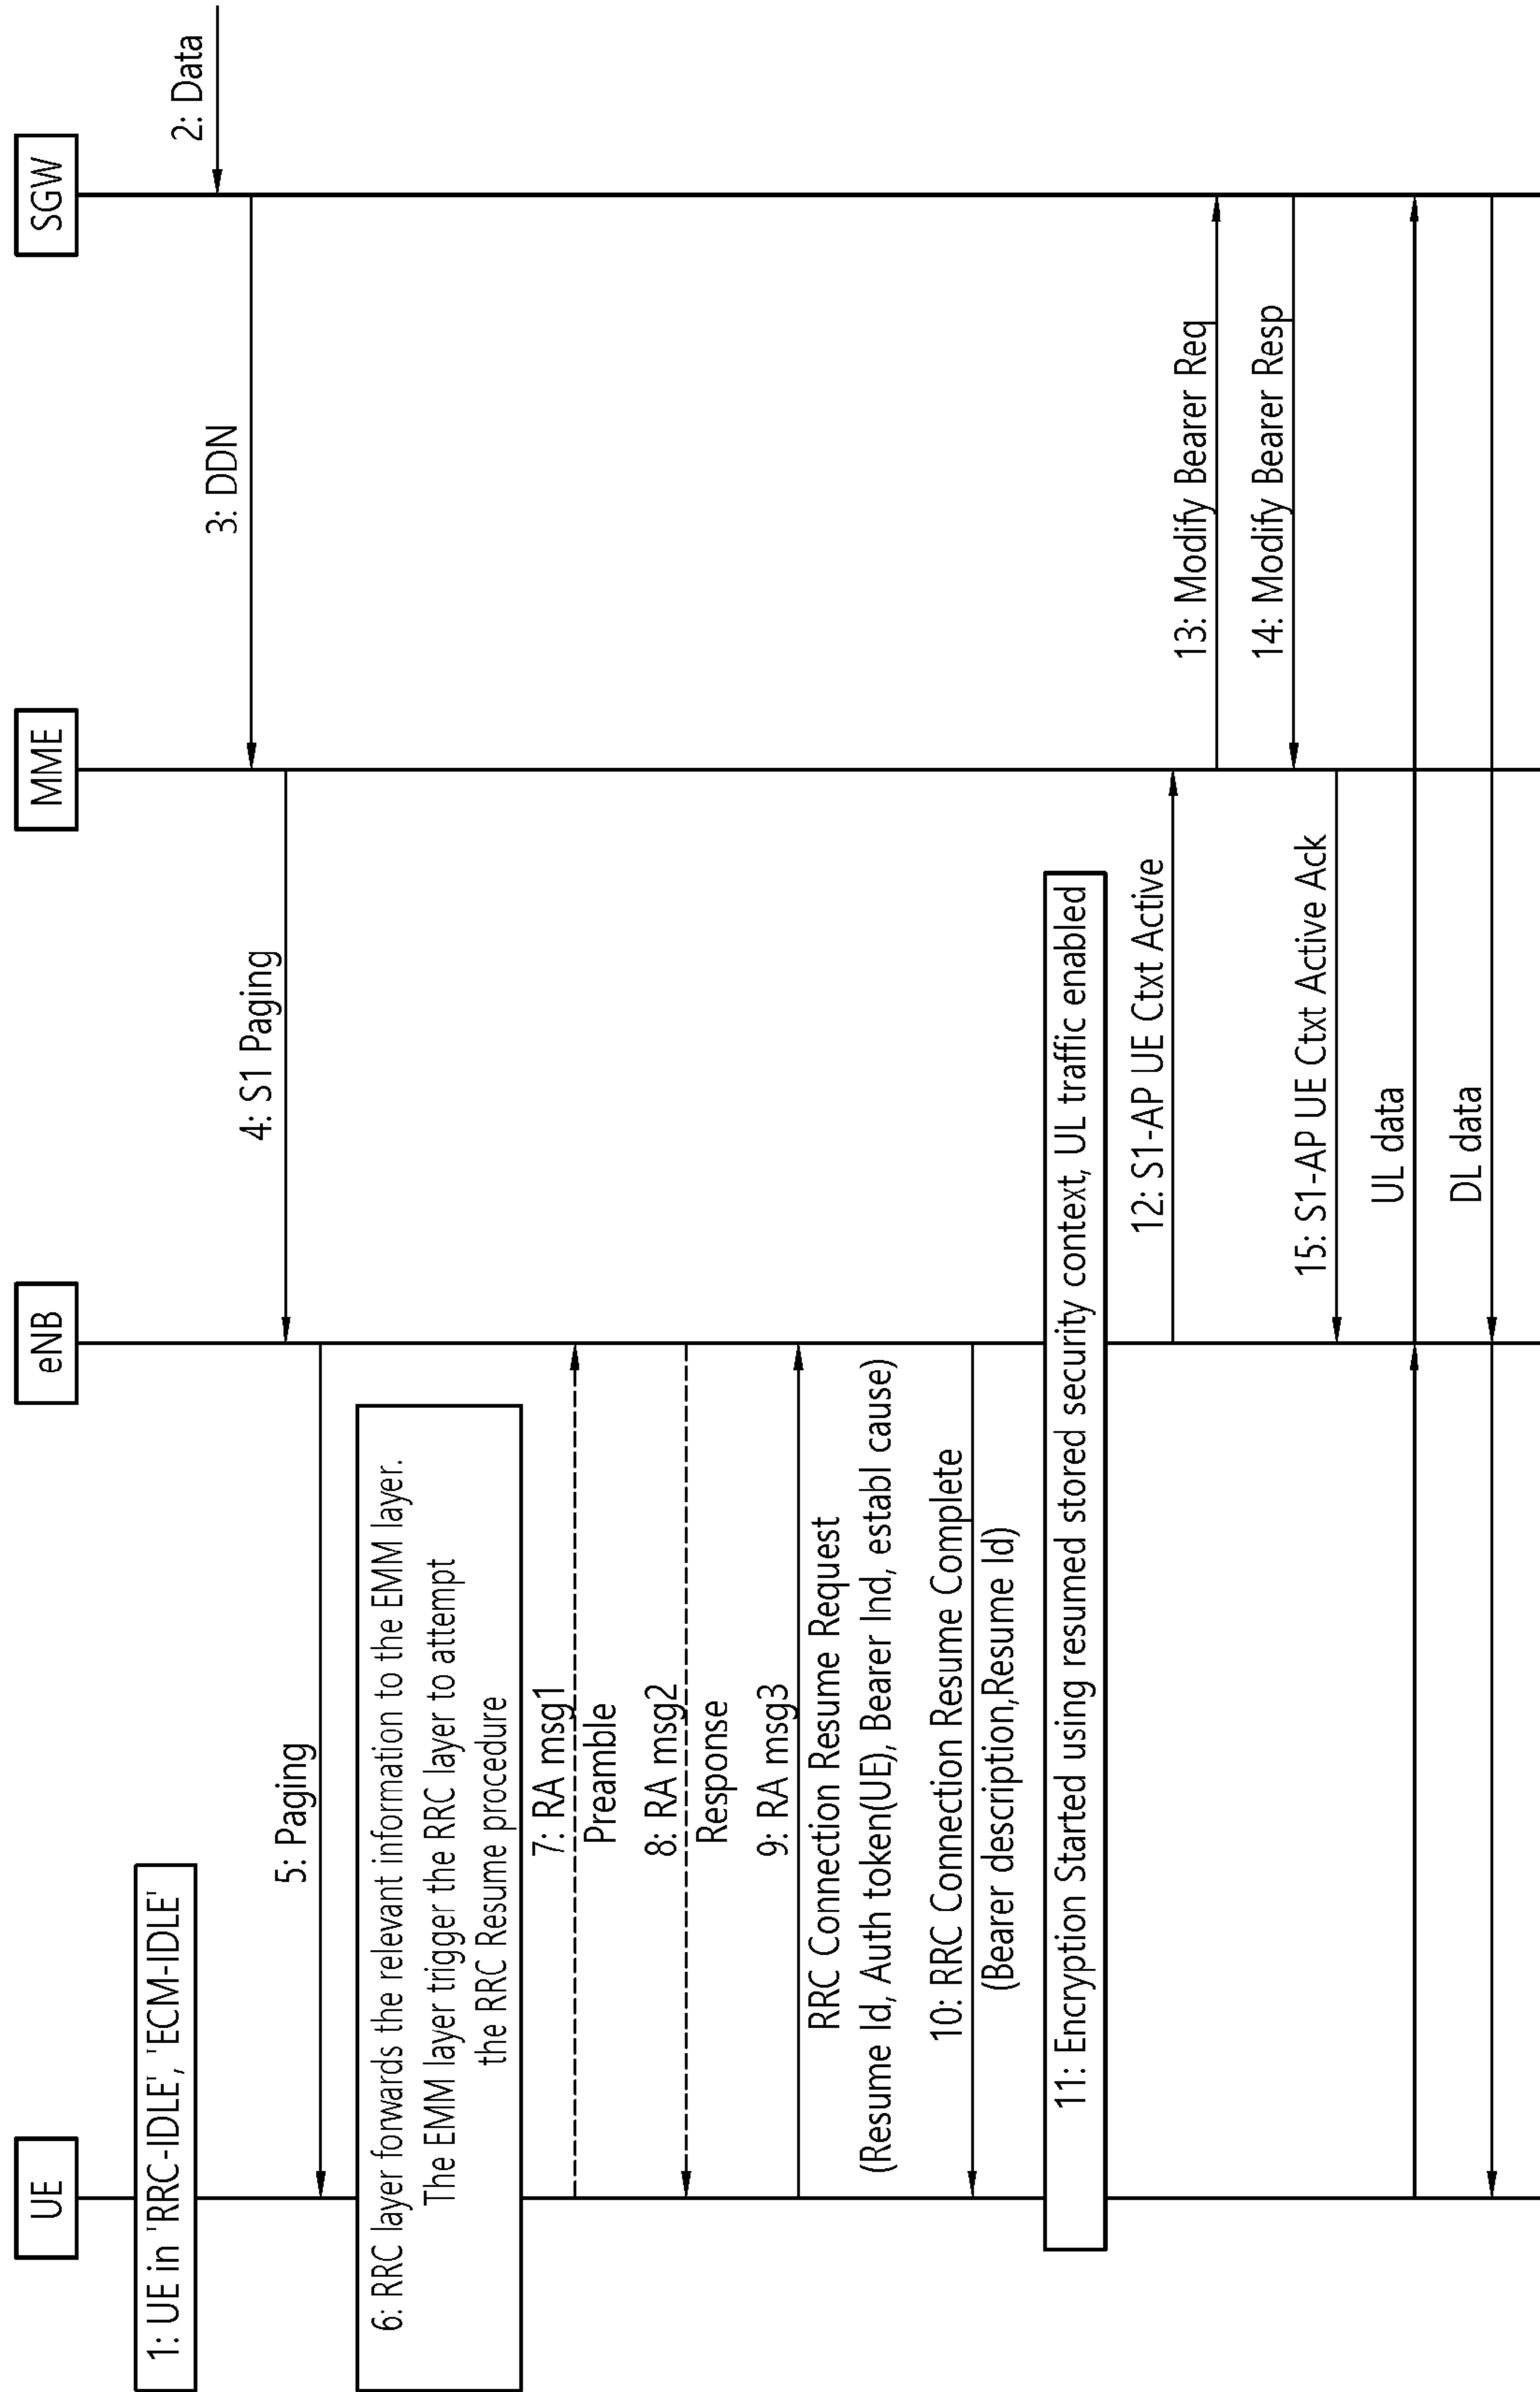 UE
eNB
MME
SGW
1: UE in 'RRC-IDLE', 'ECM-IDLE'
2: Data
3: DDN
4: S1 Paging
5: Paging
6: RRC layer forwards the relevant information to the EMM layer.
The EMM layer trigger the RRC layer to attempt
the RRC Resume procedure
7: RA msg1
Preamble
8: RA msg2
Response
9: RA msg3
RRC Connection Resume Request
(Resume Id, Auth token(UE), Bearer Ind, establ cause)
10: RRC Connection Resume Complete
(Bearer description,Resume Id)
11: Encryption Started using resumed stored security context, UL traffic enabled
12: S1-AP UE Ctxt Active
13: Modify Bearer Req
14: Modify Bearer Resp
15: S1-AP UE Ctxt Active Ack
UL data
DL data